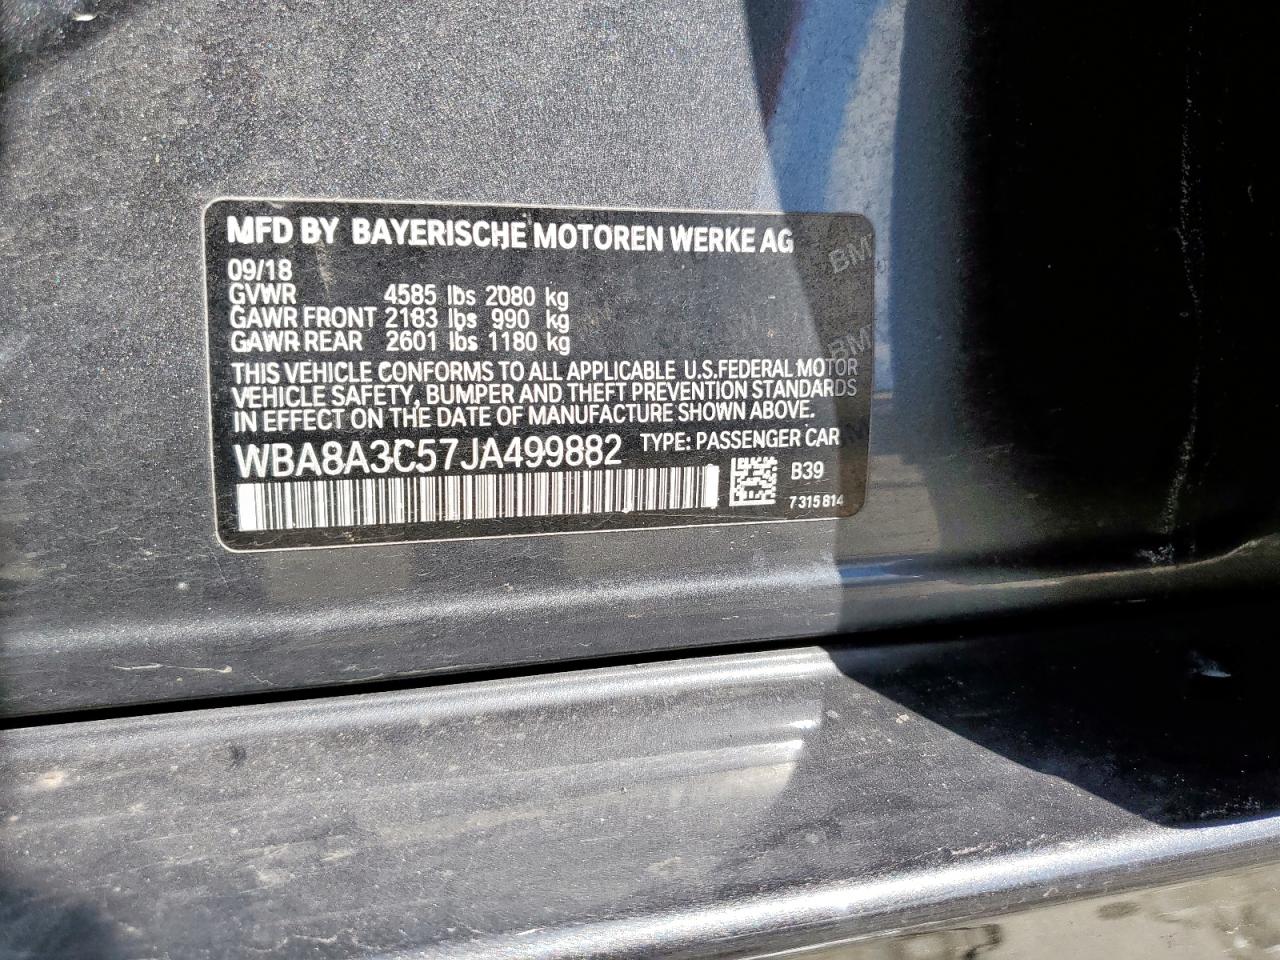 MFD BY BAYERISCHE MOTOREN WERKE AG
09/18
GVWR 4585 lbs 2080 kg
GAWR FRONT 2183 lbs 990 kg
GAWR REAR 2601 lbs 1180 kg
THIS VEHICLE CONFORMS TO ALL APPLICABLE U.S.FEDERAL MOTOR
VEHICLE SAFETY, BUMPER AND THEFT PREVENTION STANDARDS
IN EFFECT ON THE DATE OF MANUFACTURE SHOWN ABOVE.
WBA8A3C57JA499882 TYPE: PASSENGER CAR
B39
7 315 814